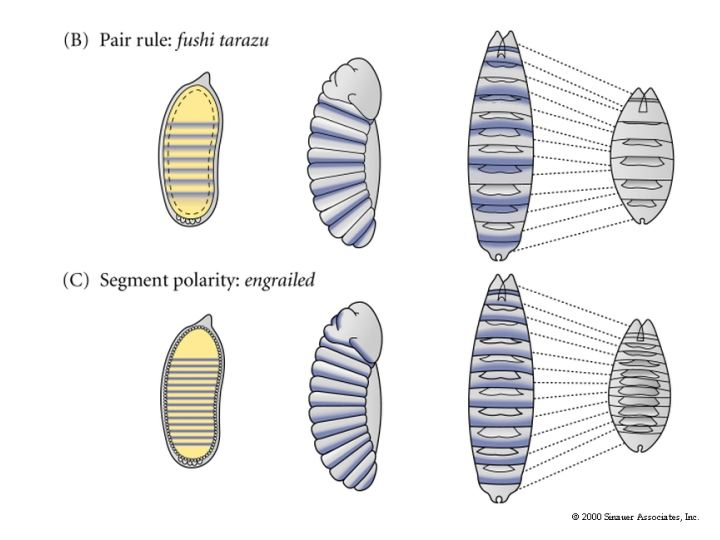 (B) Pair rule: fushi tarazu
(C) Segment polarity: engrailed
© 2000 Sinauer Associates, Inc.